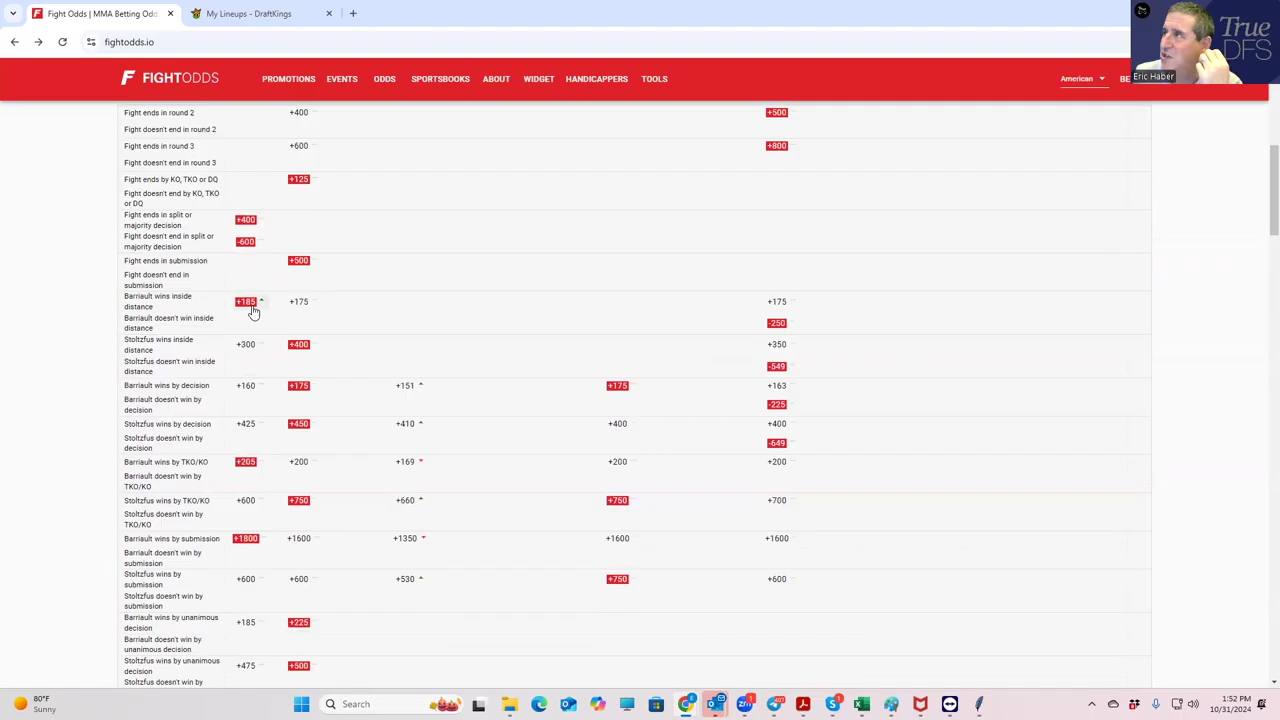 Fight Odds | MMA Betting Od
My Lineups - DraftKings
fightodds.io
True
DFS
Eric Haber
FIGHTODDS
PROMOTIONS EVENTS ODDS SPORTSBOOKS ABOUT WIDGET HANDICAPPERS TOOLS
American
BE
Fight ends in round 2 +400 +500
Fight doesn't end in round 2
Fight ends in round 3 +600 +800
Fight doesn't end in round 3
Fight ends by KO, TKO or DQ +125
Fight doesn't end by KO, TKO
or DQ
Fight ends in split or
majority decision +400
Fight doesn't end in split or
majority decision -600
Fight ends in submission +500
Fight doesn't end in
submission
Barriault wins inside
distance +185 +175 +175
Barriault doesn't win inside
distance -250
Stoltzfus wins inside
distance +300 +400 +350
Stoltzfus doesn't win inside
distance -549
Barriault wins by decision +160 +175 +151 +175 +163
Barriault doesn't win by
decision -225
Stoltzfus wins by decision +425 +450 +410 +400 +400
Stoltzfus doesn't win by
decision -649
Barriault wins by TKO/KO +205 +200 +169 +200 +200
Barriault doesn't win by
TKO/KO
Stoltzfus wins by TKO/KO +600 +750 +660 +750 +700
Stoltzfus doesn't win by
TKO/KO
Barriault wins by submission +1800 +1600 +1350 +1600 +1600
Barriault doesn't win by
submission
Stoltzfus wins by
submission +600 +600 +530 +750 +600
Stoltzfus doesn't win by
submission
Barriault wins by unanimous
decision +185 +225
Barriault doesn't win by
unanimous decision
Stoltzfus wins by unanimous
decision +475 +500
Stoltzfus doesn't win by
80°F
Sunny
Search
1:52 PM
10/31/2024